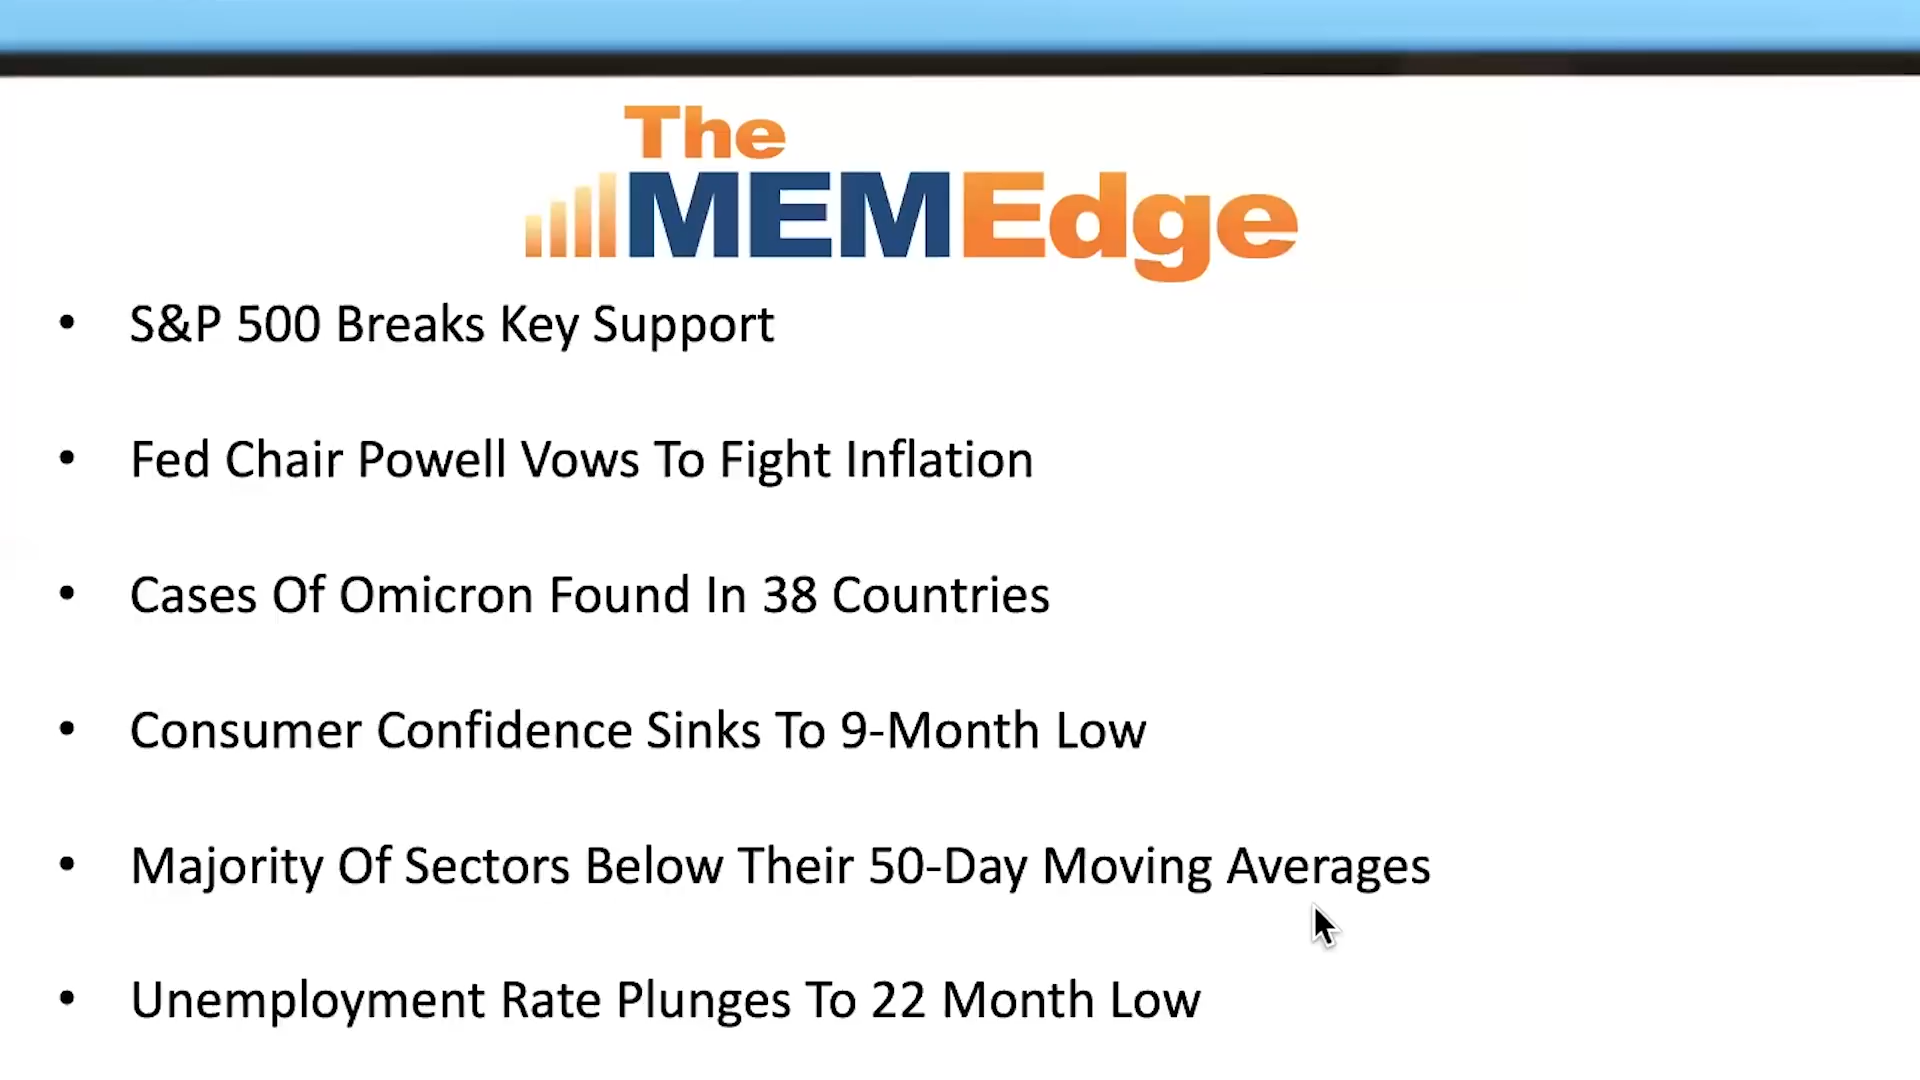 The
MEMEdge
• S&P 500 Breaks Key Support
• Fed Chair Powell Vows To Fight Inflation
• Cases Of Omicron Found In 38 Countries
• Consumer Confidence Sinks To 9-Month Low
• Majority Of Sectors Below Their 50-Day Moving Averages
• Unemployment Rate Plunges To 22 Month Low